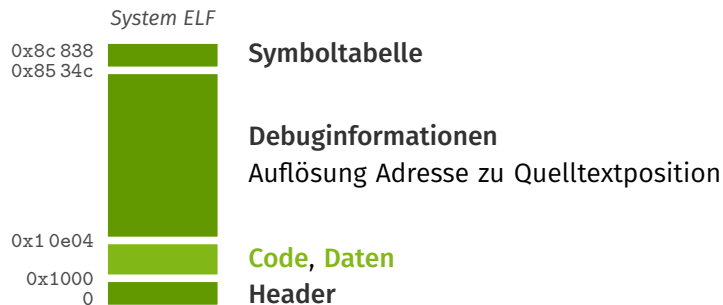 System ELF
0x8c 838
Symboltabelle
0x85 34c
Debuginformationen
Auflösung Adresse zu Quelltextposition
0x1 0e04
Code, Daten
0x1000
Header
0